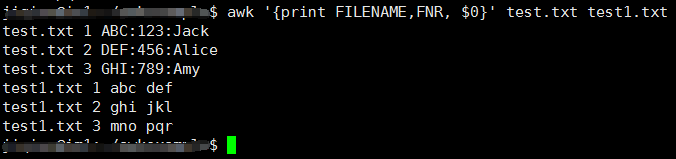 $ awk '{print FILENAME,FNR, $0}' test.txt test1.txt
test.txt 1 ABC:123:Jack
test.txt 2 DEF:456:Alice
test.txt 3 GHI:789:Amy
test1.txt 1 abc def
test1.txt 2 ghi jkl
test1.txt 3 mno pqr
$